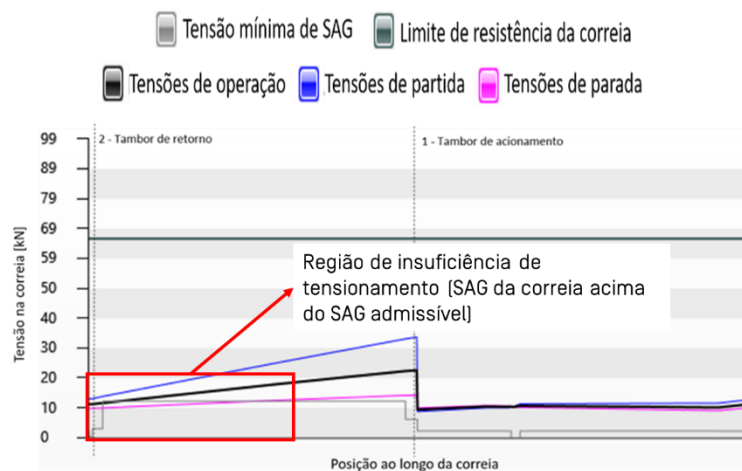 Tensão mínima de SAG
Limite de resistência da correia
Tensões de operação
Tensões de partida
Tensões de parada
2 - Tambor de retorno
1 - Tambor de acionamento
99
89
79
69
59
50
40
30
20
10
0
Tensão na correia [kN]
Região de insuficiência de
tensionamento (SAG da correia acima
do SAG admissível)
Posição ao longo da correia